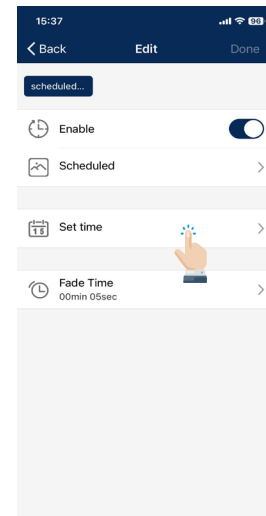 15:37
96
Back
Edit
Done
scheduled...
Enable
Scheduled
15
Set time
Fade Time
00min 05sec